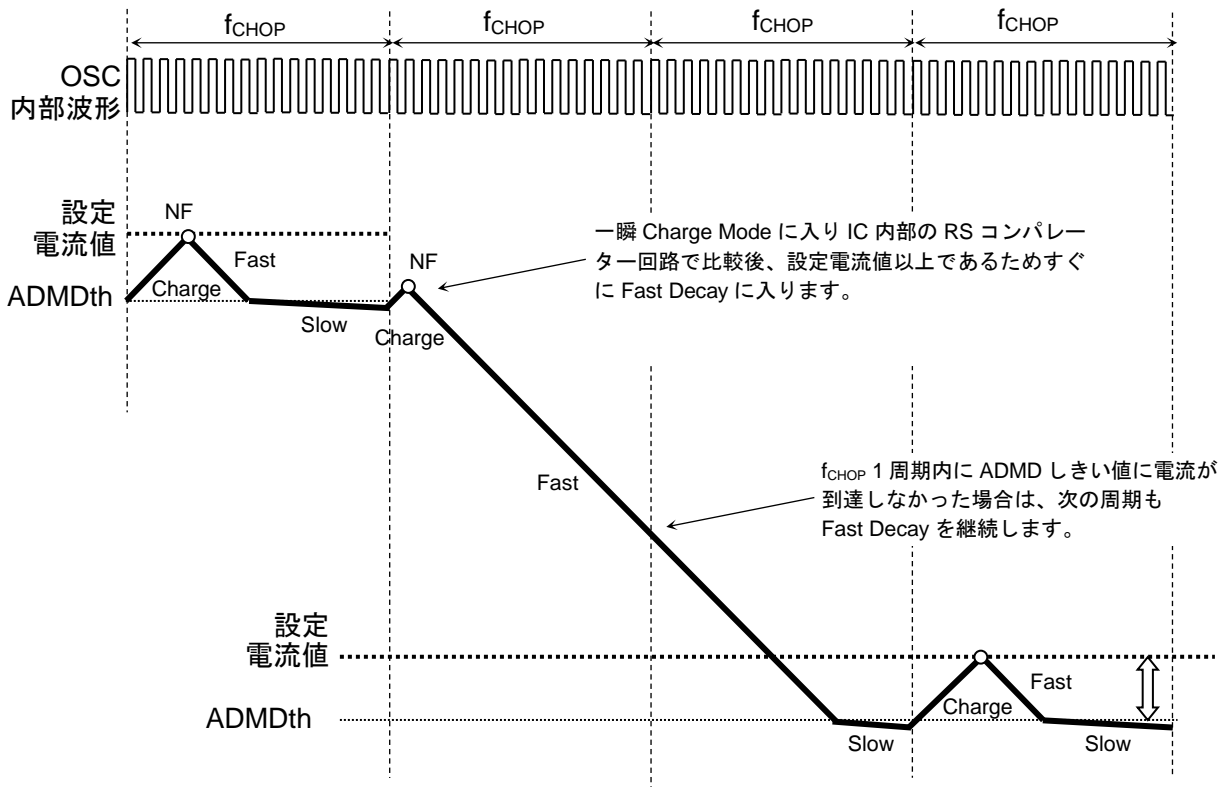 fCHOP fCHOP fCHOP fCHOP
OSC
内部波形
設定
電流値
NF
Fast
ADMDth
Charge
Slow
NF
Charge
一瞬 Charge Mode に入り IC 内部の RS コンパレー
ター回路で比較後、設定電流値以上であるためすぐ
に Fast Decay に入ります。
Fast
fCHOP 1 周期内に ADMD しきい値に電流が
到達しなかった場合は、次の周期も
Fast Decay を継続します。
設定
電流値
ADMDth
Slow
Charge
Fast
Slow